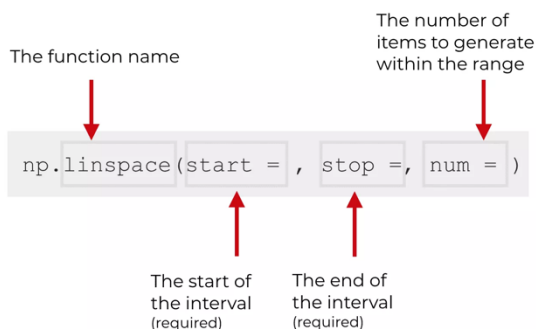 The number of
items to generate
within the range
The function name
np.linspace(start = , stop =, num = )
The start of
the interval
(required)
The end of
the interval
(required)